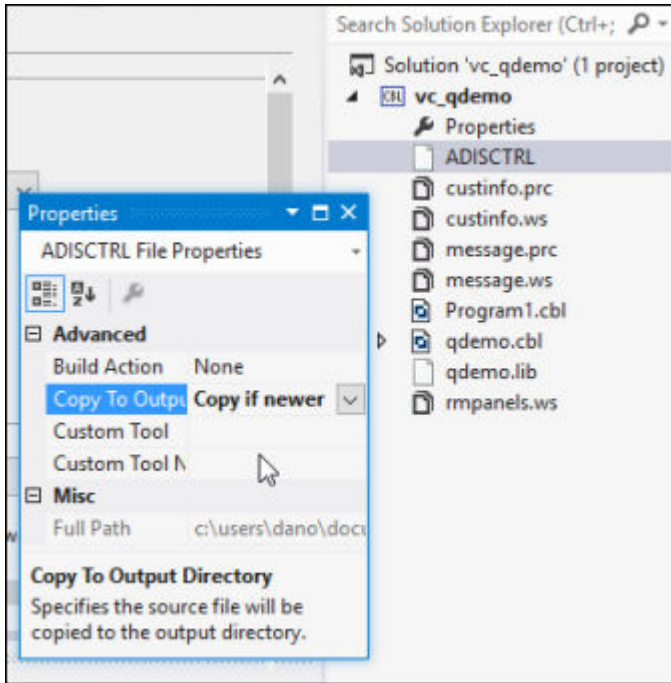 Search Solution Explorer (Ctrl+;
Solution 'vc_qdemo' (1 project)
CBL vc_qdemo
Properties
ADISCTRL
custinfo.prc
custinfo.ws
message.prc
message.ws
Program1.cbl
qdemo.cbl
qdemo.lib
rmpanels.ws
Properties
ADISCTRL File Properties
Advanced
Build Action None
Copy To Outpu Copy if newer
Custom Tool
Custom Tool N
Misc
Full Path c:\users\dano\docu
Copy To Output Directory
Specifies the source file will be
copied to the output directory.